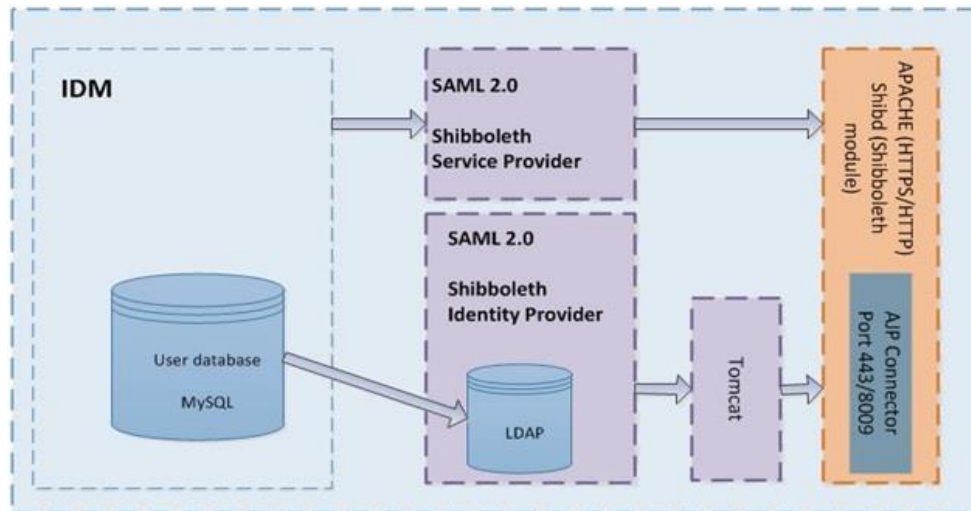 IDM
User database
MySQL
SAML 2.0
Shibboleth
Service Provider
SAML 2.0
Shibboleth
Identity Provider
LDAP
Tomcat
APACHE (HTTPS/HTTP)
Shibd (Shibboleth
module)
AJP Connector
Port 443/8009